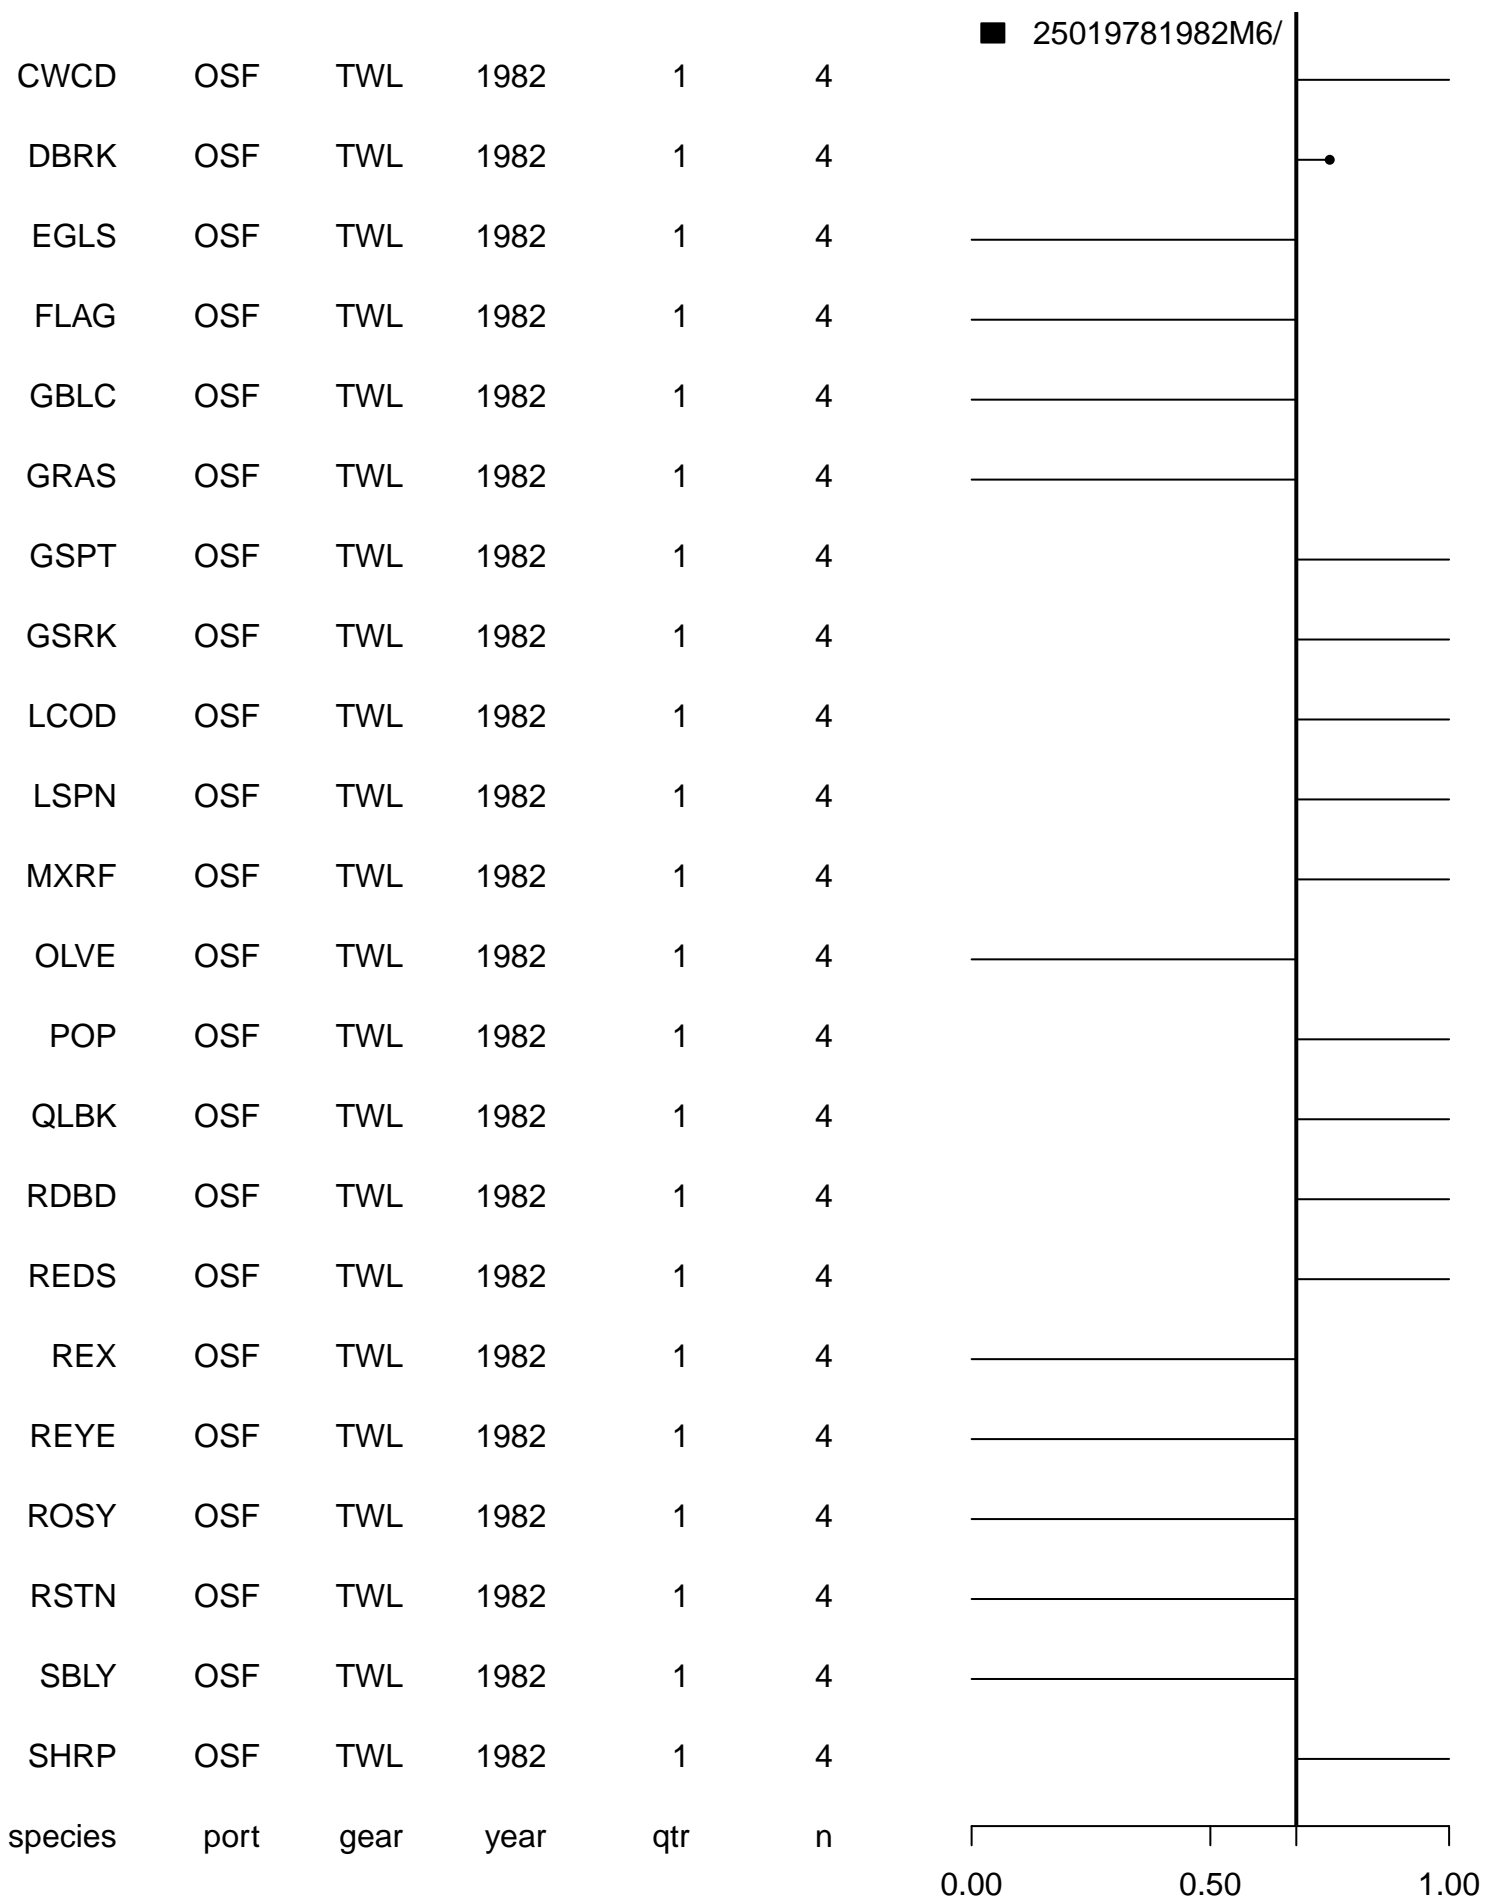 25019781982M6/
CWCD OSF TWL 1982 1 4
DBRK OSF TWL 1982 1 4
EGLS OSF TWL 1982 1 4
FLAG OSF TWL 1982 1 4
GBLC OSF TWL 1982 1 4
GRAS OSF TWL 1982 1 4
GSPT OSF TWL 1982 1 4
GSRK OSF TWL 1982 1 4
LCOD OSF TWL 1982 1 4
LSPN OSF TWL 1982 1 4
MXRF OSF TWL 1982 1 4
OLVE OSF TWL 1982 1 4
POP OSF TWL 1982 1 4
QLBK OSF TWL 1982 1 4
RDBD OSF TWL 1982 1 4
REDS OSF TWL 1982 1 4
REX OSF TWL 1982 1 4
REYE OSF TWL 1982 1 4
ROSY OSF TWL 1982 1 4
RSTN OSF TWL 1982 1 4
SBLY OSF TWL 1982 1 4
SHRP OSF TWL 1982 1 4
species port gear year qtr n
0.00 0.50 1.00